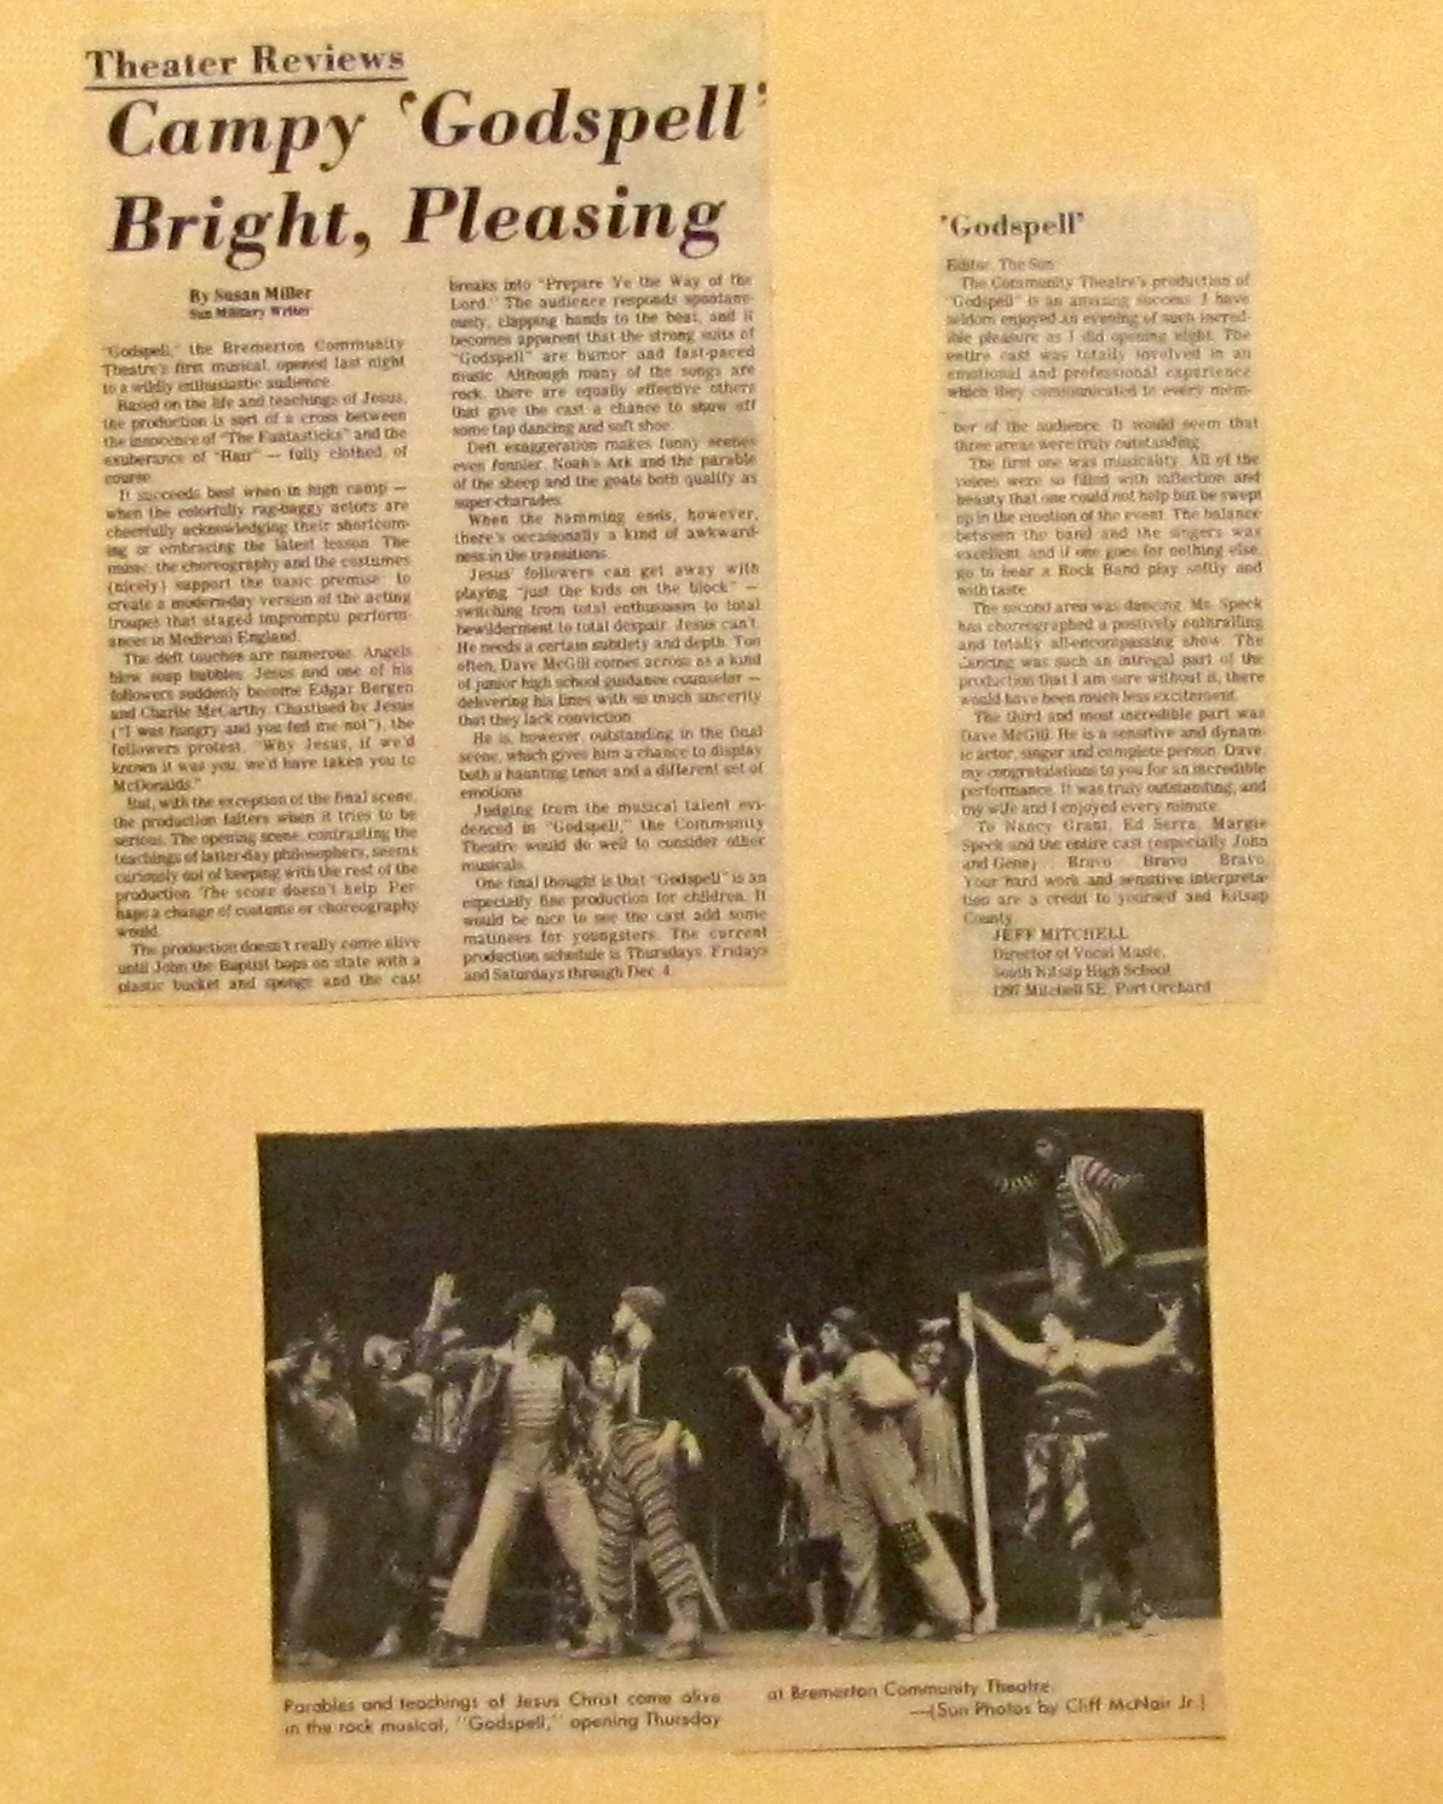 Theater Reviews
Campy 'Godspell'
Bright, Pleasing
By Susan Miller
Sun Military Writer
"Godspell," the Bremerton Community
Theatre's first musical, opened last night
to a wildly enthusiastic audience.
Based on the life and teachings of Jesus,
the production is sort of a cross between
the innocence of "The Fantasticks" and the
exuberance of "Hair" — fully clothed, of
course.
It succeeds best when in high camp —
when the colorfully rag-baggy actors are
cheerfully acknowledging their shortcom-
ing or embracing the latest lesson. The
music, the choreography and the costumes
(nicely) support the basic premise: to
create a modern-day version of the acting
troupes that staged impromptu perform-
ances in Medieval England.
The deft touches are numerous. Angels
blow soap bubbles. Jesus and one of his
followers suddenly become Edgar Bergen
and Charlie McCarthy. Chastised by Jesus
("I was hungry and you fed me not"), the
followers protest, "Why Jesus, if we'd
known it was you, we'd have taken you to
McDonalds."
But, with the exception of the final scene,
the production falters when it tries to be
serious. The opening scene, contrasting the
teachings of latter-day philosophers, seems
curiously out of keeping with the rest of the
production. The score doesn't help. Per-
haps a change of costume or choreography
would.
The production doesn't really come alive
until John the Baptist bops on state with a
plastic bucket and sponge and the cast
breaks into "Prepare Ye the Way of the
Lord." The audience responds spontane-
ously, clapping hands to the beat, and it
becomes apparent that the strong suits of
"Godspell" are humor and fast-paced
music. Although many of the songs are
rock, there are equally effective others
that give the cast a chance to show off
some tap dancing and soft shoe.
Deft exaggeration makes funny scenes
even funnier. Noah's Ark and the parable
of the sheep and the goats both qualify as
super-charades.
When the hamming ends, however,
there's occasionally a kind of awkward-
ness in the transitions.
Jesus' followers can get away with
playing "just the kids on the block" —
switching from total enthusiasm to total
bewilderment to total despair. Jesus can't.
He needs a certain subtlety and depth. Too
often, Dave McGill comes across as a kind
of junior high school guidance counselor —
delivering his lines with so much sincerity
that they lack conviction.
He is, however, outstanding in the final
scene, which gives him a chance to display
both a haunting tenor and a different set of
emotions.
Judging from the musical talent evi-
denced in "Godspell," the Community
Theatre would do well to consider other
musicals.
One final thought is that "Godspell" is an
especially fine production for children. It
would be nice to see the cast add some
matinees for youngsters. The current
production schedule is Thursdays, Fridays
and Saturdays through Dec. 4.
'Godspell'
Editor, The Sun:
The Community Theatre's production of
"Godspell" is an amazing success. I have
seldom enjoyed an evening of such incred-
ible pleasure as I did opening night. The
entire cast was totally involved in an
emotional and professional experience
which they communicated to every mem-
ber of the audience. It would seem that
three areas were truly outstanding.
The first one was musicality. All of the
voices were so filled with inflection and
beauty that one could not help but be swept
up in the emotion of the event. The balance
between the band and the singers was
excellent, and if one goes for nothing else,
go to hear a Rock Band play softly and
with taste.
The second area was dancing. Mr. Speck
has choreographed a postively enthralling
and totally all-encompassing show. The
dancing was such an intregal part of the
production that I am sure without it, there
would have been much less excitement.
The third and most incredible part was
Dave McGill. He is a sensitive and dynam-
ic actor, singer and complete person. Dave,
my congratulations to you for an incredible
performance. It was truly outstanding, and
my wife and I enjoyed every minute.
To Nancy Grant, Ed Serra, Margie
Speck and the entire cast (especially John
and Gene) . . Bravo . Bravo . Bravo.
Your hard work and sensitive interpreta-
tion are a credit to yourself and Kitsap
County.
JEFF MITCHELL
Director of Vocal Music,
South Kitsap High School
1297 Mitchell SE, Port Orchard
Parables and teachings of Jesus Christ come alive
in the rock musical, "Godspell," opening Thursday
at Bremerton Community Theatre.
—(Sun Photos by Cliff McNair Jr.)